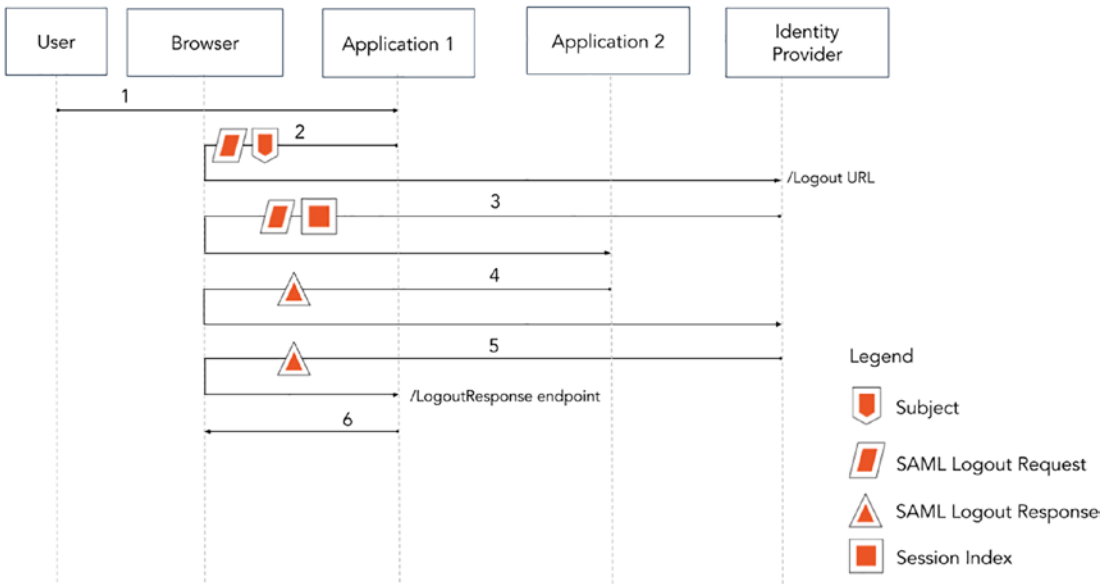 User
Browser
Application 1
Application 2
Identity
Provider
1
2
/Logout URL
3
4
5
/LogoutResponse endpoint
6
Legend
Subject
SAML Logout Request
SAML Logout Response
Session Index